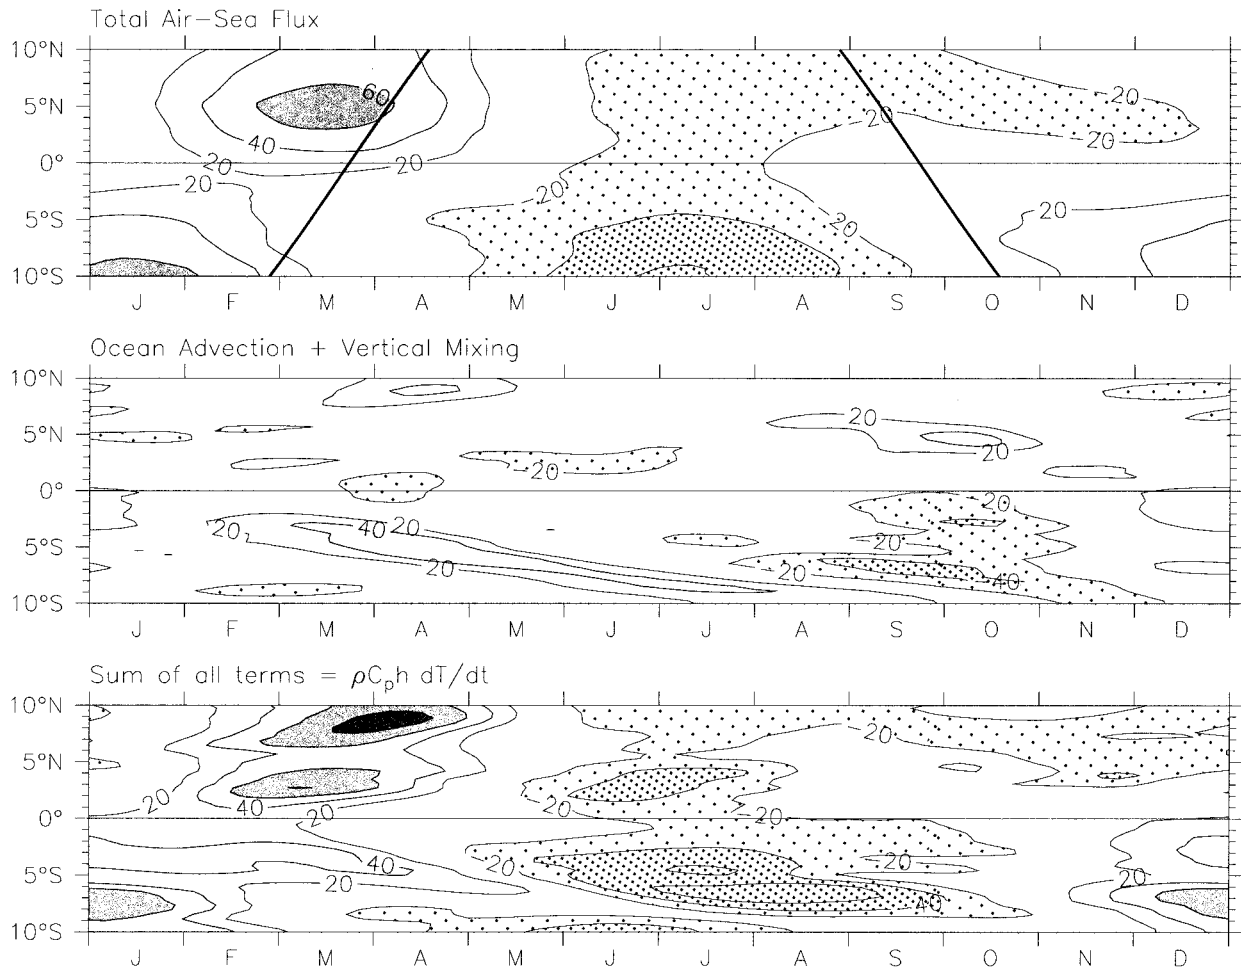 Total Air-Sea Flux
10°N
5°N
0°
5°S
10°S
60
40
20
20
20
20
20
20
20
20
20
20
J F M A M J J A S O N D
Ocean Advection + Vertical Mixing
10°N
5°N
0°
5°S
10°S
20
20
20
20
20
40
20
20
20
20
40
J F M A M J J A S O N D
Sum of all terms = ρCph dT/dt
10°N
5°N
0°
5°S
10°S
20
20
40
20
20
40
20
20
20
20
40
20
J F M A M J J A S O N D